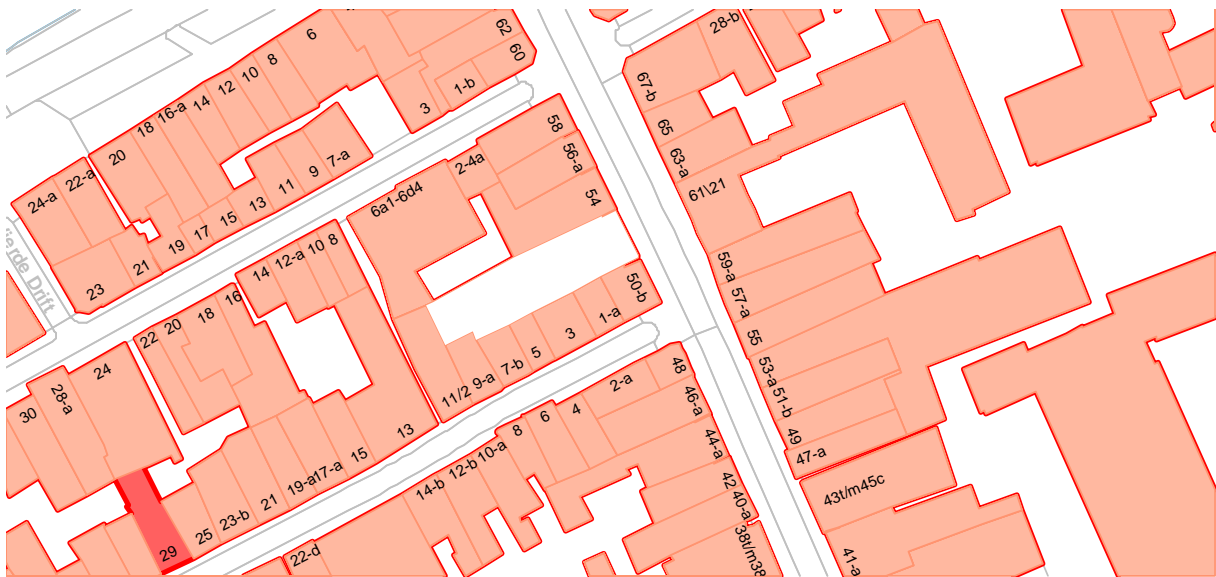 6
62
60
28-b
8
10
12
14
16-a
18
20
1-b
3
67-b
65
63-a
61\21
58
56-a
54
2-4a
6a1-6d4
7-a
9
11
13
15
17
19
21
23
22-a
24-a
Drift
8
10
12-a
14
16
18
20
22
24
28-a
30
50-b
1-a
3
5
7-b
9-a
11/2
13
15
17-a
19-a
21
23-b
25
29
59-a
57-a
55
53-a
51-b
49
47-a
43t/m45c
41-a
48
46-a
44-a
42
40-a
38t/m38
2-a
4
6
8
10-a
12-b
14-b
22-d